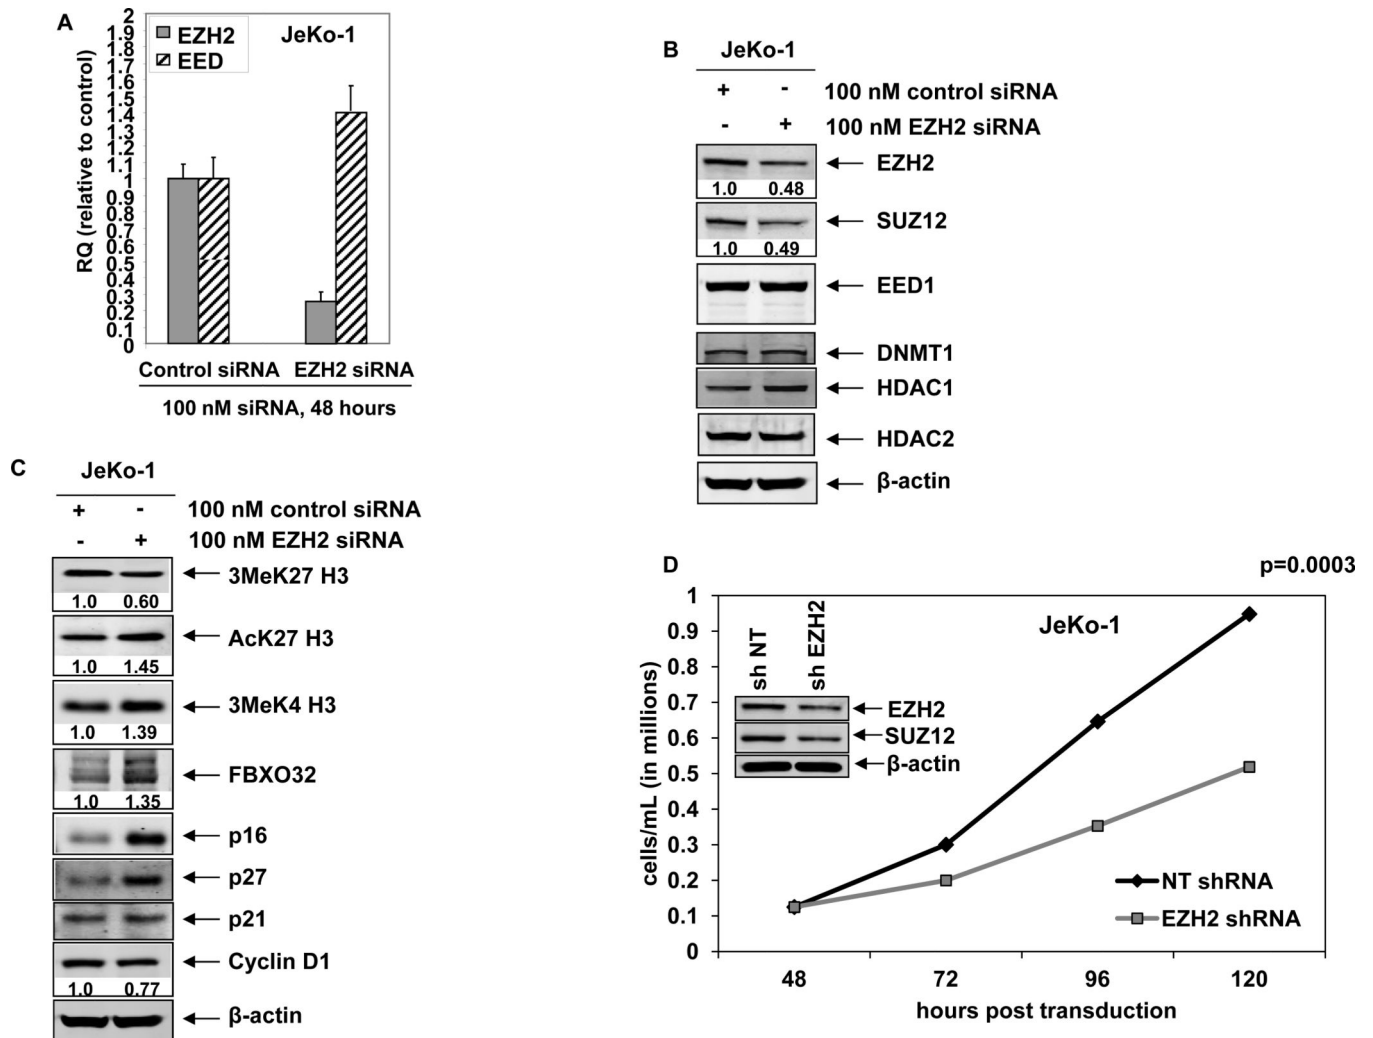 A
2
1.9
1.8
1.7
1.6
1.5
1.4
1.3
1.2
1.1
1
0.9
0.8
0.7
0.6
0.5
0.4
0.3
0.2
0.1
0
RQ (relative to control)
EZH2
EED
JeKo-1
Control siRNA EZH2 siRNA
100 nM siRNA, 48 hours
B
JeKo-1
+ - 100 nM control siRNA
- + 100 nM EZH2 siRNA
EZH2
1.0 0.48
SUZ12
1.0 0.49
EED1
DNMT1
HDAC1
HDAC2
β-actin
C
JeKo-1
+ - 100 nM control siRNA
- + 100 nM EZH2 siRNA
3MeK27 H3
1.0 0.60
AcK27 H3
1.0 1.45
3MeK4 H3
1.0 1.39
FBXO32
1.0 1.35
p16
p27
p21
Cyclin D1
1.0 0.77
β-actin
D
p=0.0003
JeKo-1
1
0.9
0.8
0.7
0.6
0.5
0.4
0.3
0.2
0.1
0
cells/mL (in millions)
sh NT
sh EZH2
EZH2
SUZ12
β-actin
NT shRNA
EZH2 shRNA
48 72 96 120
hours post transduction